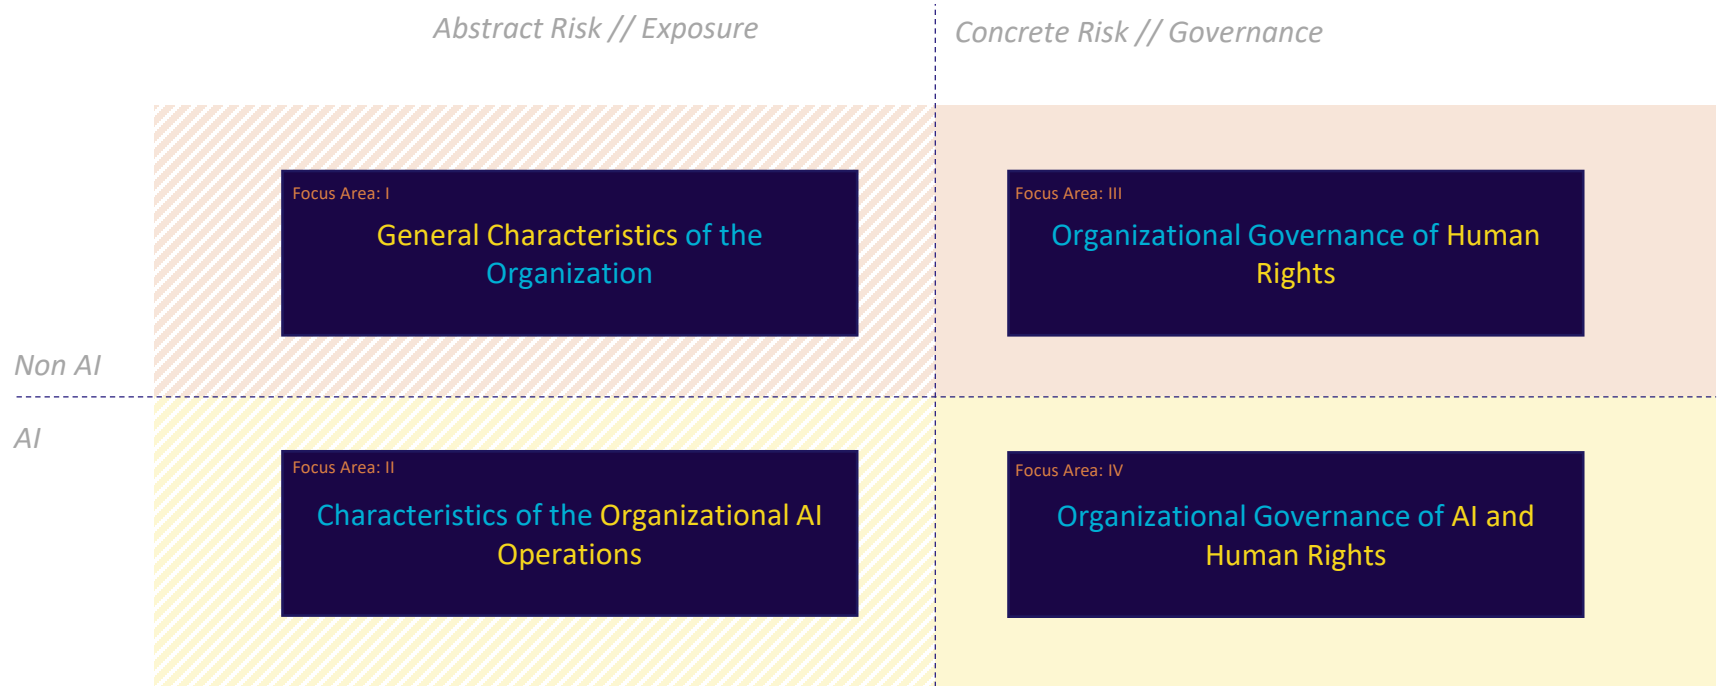 Abstract Risk // Exposure
Concrete Risk // Governance
Focus Area: I
General Characteristics of the
Organization
Focus Area: III
Organizational Governance of Human
Rights
Non AI
AI
Focus Area: II
Characteristics of the Organizational AI
Operations
Focus Area: IV
Organizational Governance of AI and
Human Rights